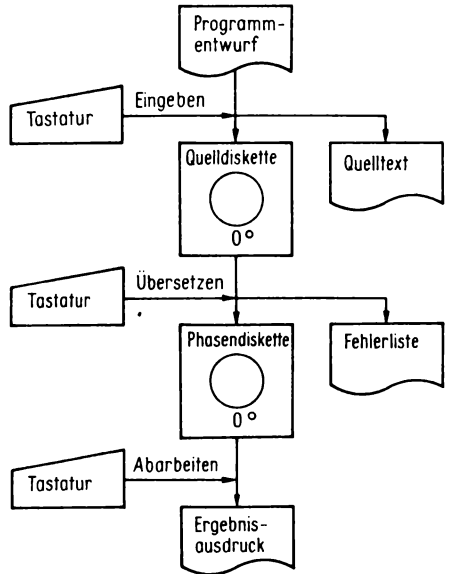 Programm-
entwurf
Eingeben
Tastatur
Quelldiskette
0°
Quelltext
Übersetzen
Tastatur
Phasendiskette
0°
Fehlerliste
Abarbeiten
Tastatur
Ergebnis-
ausdruck